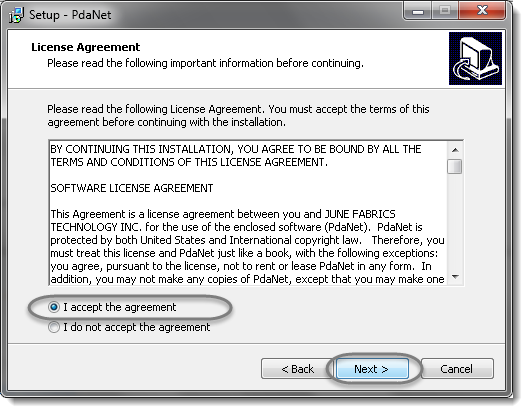 Setup - PdaNet
License Agreement
Please read the following important information before continuing.
Please read the following License Agreement. You must accept the terms of this
agreement before continuing with the installation.
BY CONTINUING THIS INSTALLATION, YOU AGREE TO BE BOUND BY ALL THE
TERMS AND CONDITIONS OF THIS LICENSE AGREEMENT.
SOFTWARE LICENSE AGREEMENT
This Agreement is a license agreement between you and JUNE FABRICS
TECHNOLOGY INC. for the use of the enclosed software (PdaNet). PdaNet is
protected by both United States and International copyright law. Therefore, you
must treat this license and PdaNet just like a book, with the following exceptions:
you agree, pursuant to the license, not to rent or lease PdaNet in any form. In
addition, you may not make any copies of PdaNet, except that you may make one
I accept the agreement
I do not accept the agreement
< Back
Next >
Cancel